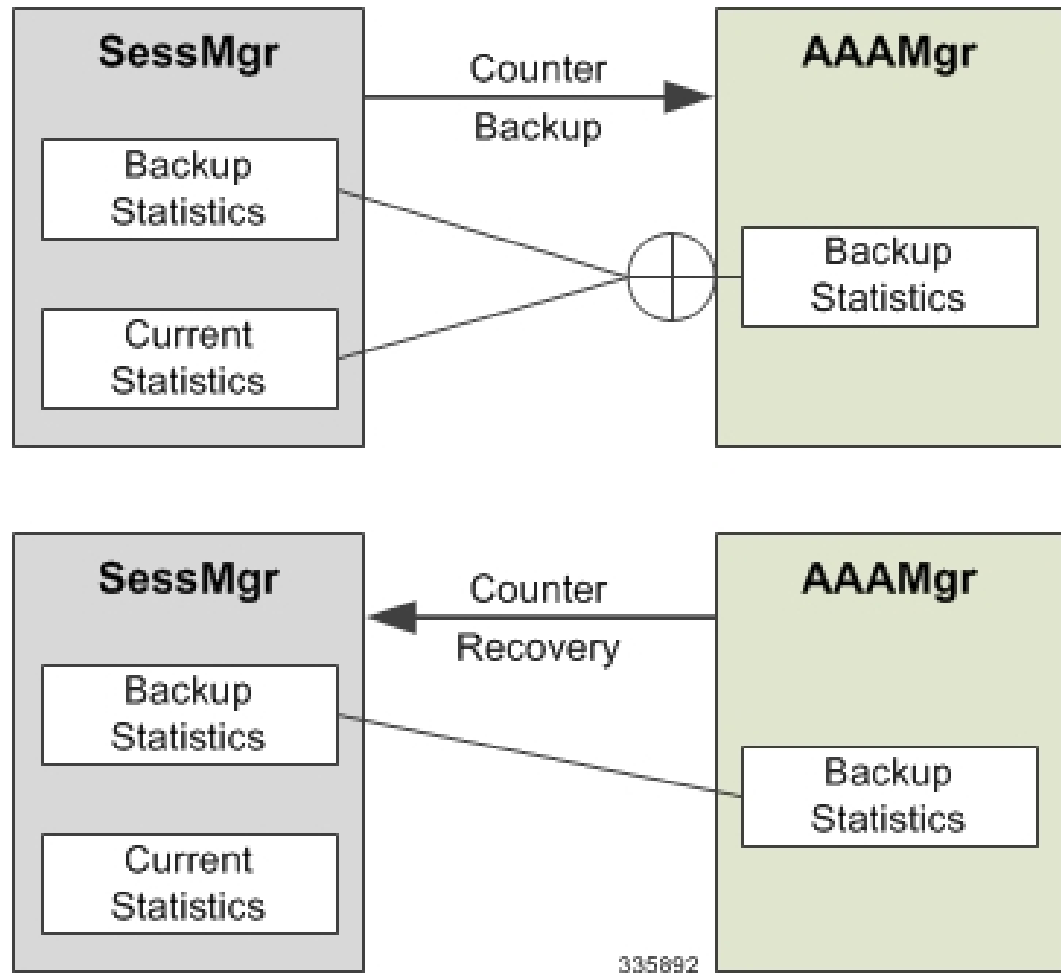 SessMgr
Counter
Backup
AAAMgr
Backup
Statistics
Current
Statistics
Backup
Statistics
SessMgr
Counter
Recovery
AAAMgr
Backup
Statistics
Current
Statistics
Backup
Statistics
335892